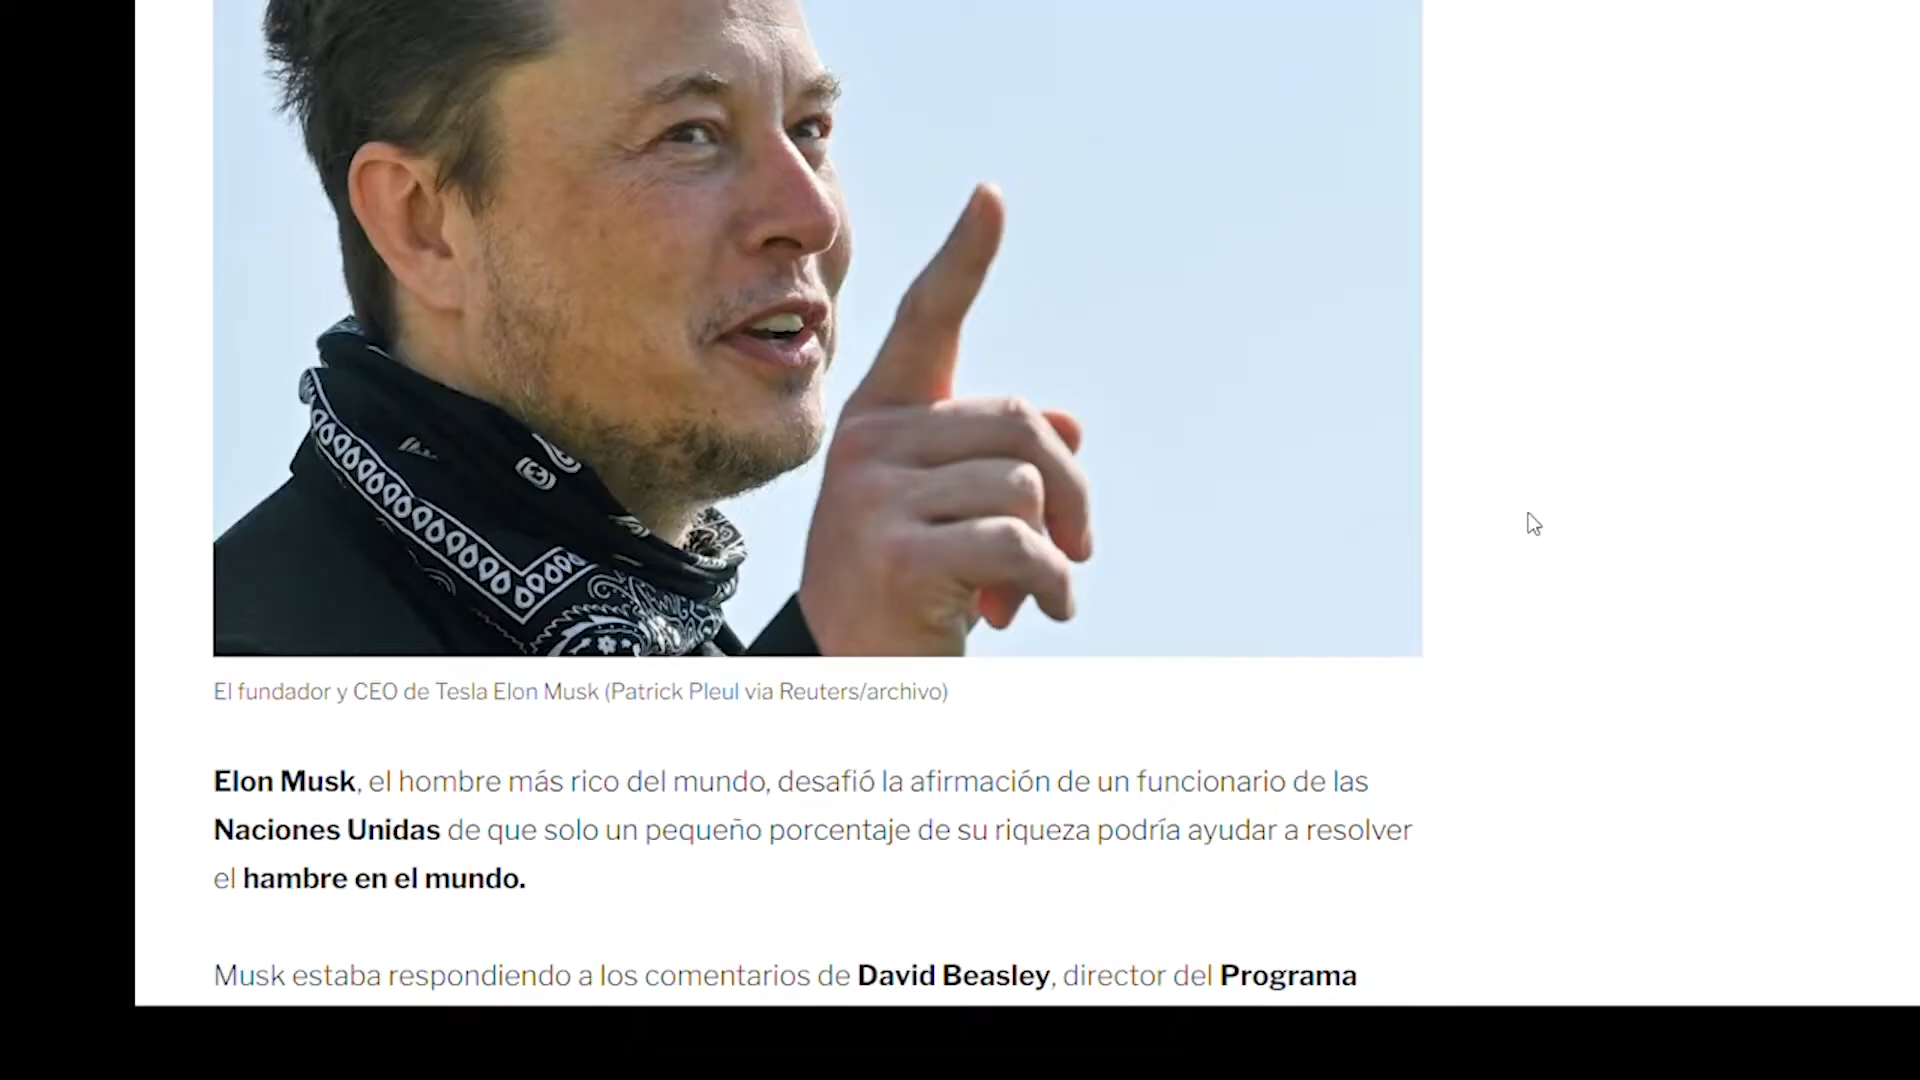 El fundador y CEO de Tesla Elon Musk (Patrick Pleul via Reuters/archivo)
Elon Musk, el hombre más rico del mundo, desafió la afirmación de un funcionario de las
Naciones Unidas de que solo un pequeño porcentaje de su riqueza podría ayudar a resolver
el hambre en el mundo.
Musk estaba respondiendo a los comentarios de David Beasley, director del Programa